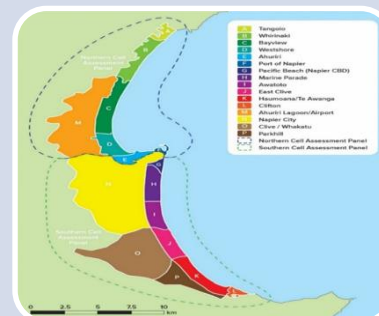 A Tangoio
B Whirinaki
C Bayview
D Westshore
E Ahuriri
F Port of Napier
G Pacific Beach (Napier CBD)
H Marine Parade
I Awatoto
J East Clive
K Haumoana/Te Awanga
L Clifton
M Ahuriri Lagoon/Airport
N Napier City
O Clive / Whakatu
P Parkhill
Northern Cell Assessment Panel
Southern Cell Assessment Panel
Northern Cell
Assessment
Panel
B
C
M
D
E
N
H
I
Southern Cell
Assessment
Panel
J
O
P
K
0 2.5 5 7.5 10
km